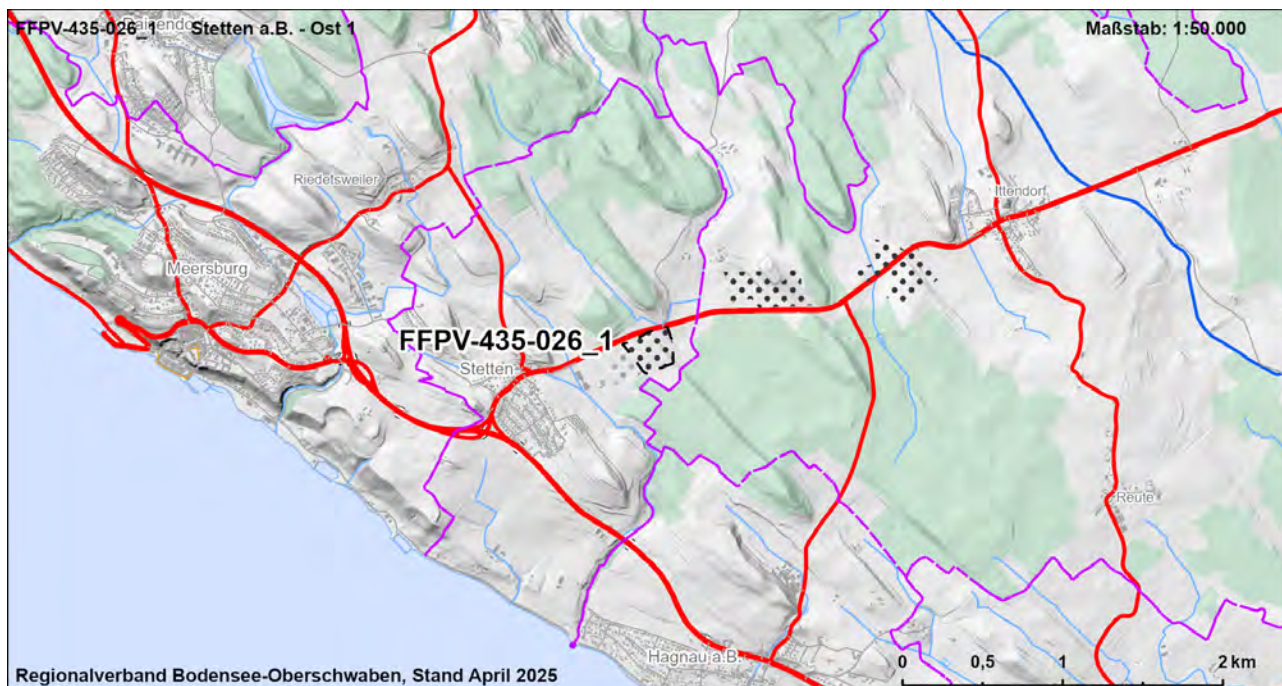 FFPV-435-026_1 Stetten a.B. - Ost 1
Maßstab: 1:50.000
Riedetsweiler
Ittendorf
Meersburg
FFPV-435-026_1
Stetten
Reute
Hagnau a.B.
0 0,5 1 2 km
Regionalverband Bodensee-Oberschwaben, Stand April 2025